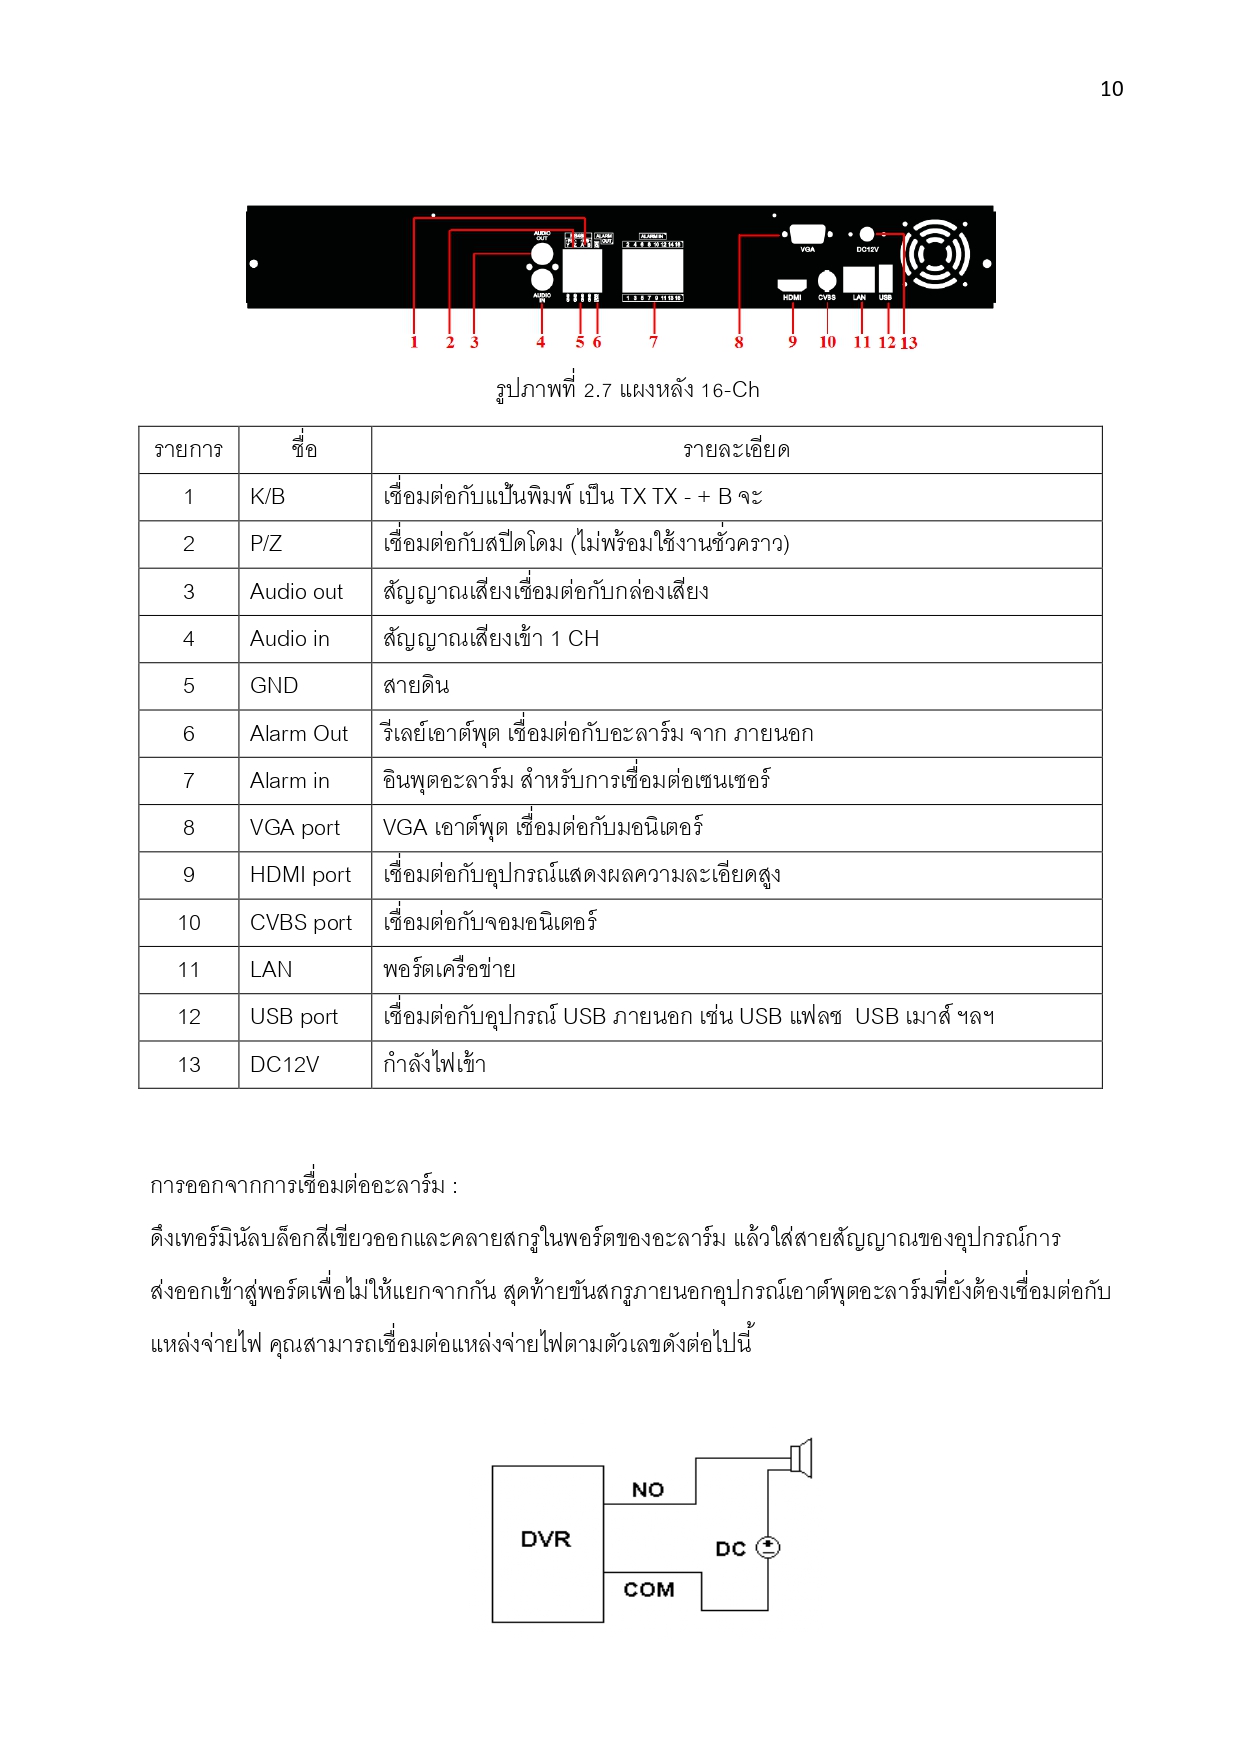 10
AUDIO OUT
ALARM OUT
ALARM IN
2 4 6 8 10 12 14 16
VGA
DC12V
AUDIO IN
1 3 5 7 9 11 13 15
HDMI
CVBS
LAN
USB
1 2 3 4 5 6 7 8 9 10 11 12 13
รูปภาพที่ 2.7 แผงหลัง 16-Ch
รายการ ชื่อ รายละเอียด
1 K/B เชื่อมต่อกับแป้นพิมพ์ เป็น TX TX - + B จะ
2 P/Z เชื่อมต่อกับสปีดโดม (ไม่พร้อมใช้งานชั่วคราว)
3 Audio out สัญญาณเสียงเชื่อมต่อกับกล่องเสียง
4 Audio in สัญญาณเสียงเข้า 1 CH
5 GND สายดิน
6 Alarm Out รีเลย์เอาต์พุต เชื่อมต่อกับอะลาร์ม จาก ภายนอก
7 Alarm in อินพุตอะลาร์ม สำหรับการเชื่อมต่อเซนเซอร์
8 VGA port VGA เอาต์พุต เชื่อมต่อกับมอนิเตอร์
9 HDMI port เชื่อมต่อกับอุปกรณ์แสดงผลความละเอียดสูง
10 CVBS port เชื่อมต่อกับจอมอนิเตอร์
11 LAN พอร์ตเครือข่าย
12 USB port เชื่อมต่อกับอุปกรณ์ USB ภายนอก เช่น USB แฟลช USB เมาส์ ฯลฯ
13 DC12V กำลังไฟเข้า
การออกจากการเชื่อมต่ออะลาร์ม :
ดึงเทอร์มินัลบล็อกสีเขียวออกและคลายสกรูในพอร์ตของอะลาร์ม แล้วใส่สายสัญญาณของอุปกรณ์การ
ส่งออกเข้าสู่พอร์ตเพื่อไม่ให้แยกจากกัน สุดท้ายขันสกรูภายนอกอุปกรณ์เอาต์พุตอะลาร์มที่ยังต้องเชื่อมต่อกับ
แหล่งจ่ายไฟ คุณสามารถเชื่อมต่อแหล่งจ่ายไฟตามตัวเลขดังต่อไปนี้
NO
DVR
DC
COM